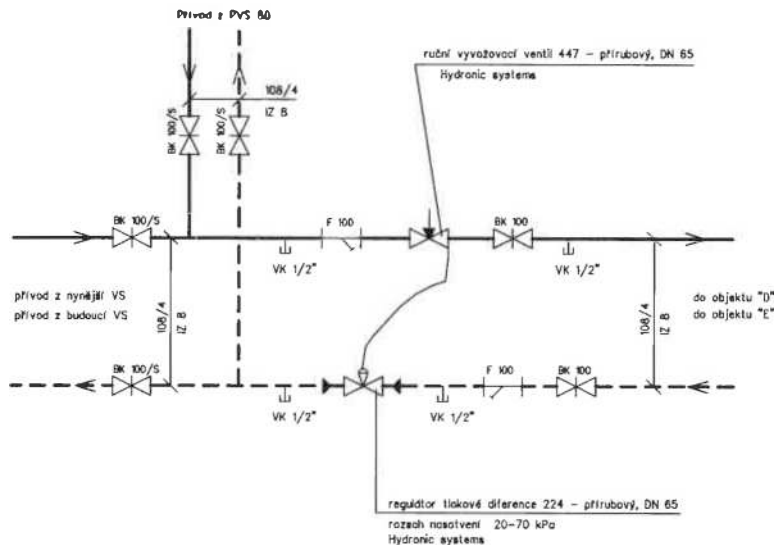 Přívod z PVS 80
ruční vyvažovací ventil 447 – přírubový, DN 65
Hydronic systems
108/4
IZ 8
BK 100/S
BK 100/S
BK 100/S
F 100
BK 100
VK 1/2"
VK 1/2"
přívod z nynější VS
přívod z budoucí VS
108/4
IZ 8
108/4
IZ 8
do objektu "D"
do objektu "E"
BK 100/S
F 100
BK 100
VK 1/2"
VK 1/2"
regulátor tlakové diference 224 – přírubový, DN 65
rozsah nastavení 20–70 kPa
Hydronic systems